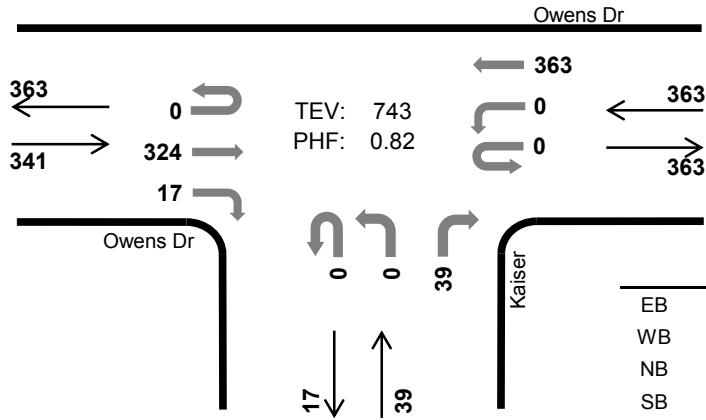 Owens Dr
363
363
0
TEV: 743
0
363
PHF: 0.82
341
324
0
363
17
Owens Dr
0
0
39
Kaiser
EB
WB
NB
SB
17
39